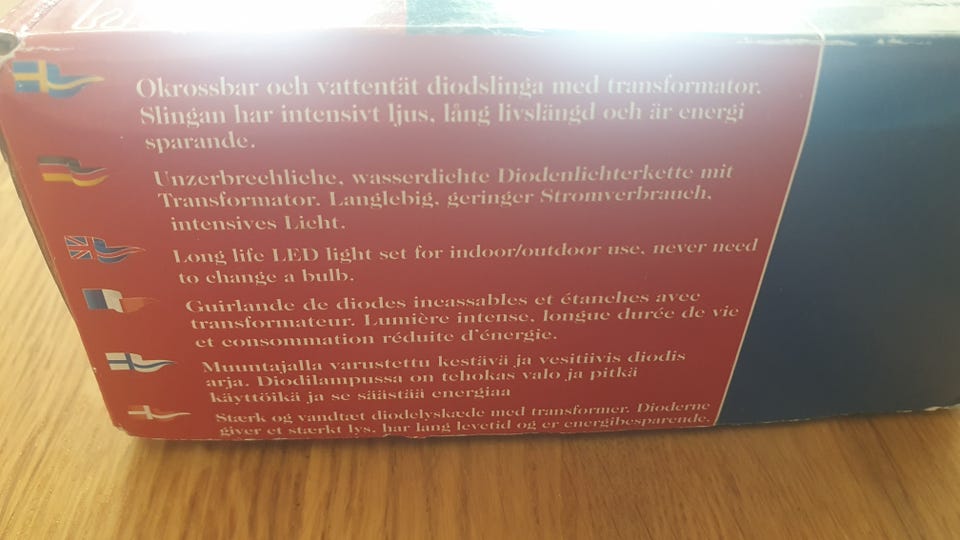 Okrossbar och vattentät diodslinga med transformator.
Slingan har intensivt ljus, lång livslängd och är energi
sparande.
Unzerbrechliche, wasserdichte Diodenlichterkette mit
Transformator. Langlebig, geringer Stromverbrauch,
intensives Licht.
Long life LED light set for indoor/outdoor use, never need
to change a bulb.
Guirlande de diodes incassables et étanches avec
transformateur. Lumière intense, longue durée de vie
et consommation réduite d'énergie.
Muuntajalla varustettu kestävä ja vesitiivis diodis
arja. Diodilampussa on tehokas valo ja pitkä
käyttöikä ja se säästää energiaa
Stærk og vandtæt diodelyskæde med transformer. Dioderne
giver et stærkt lys, har lang levetid og er energibesparende.